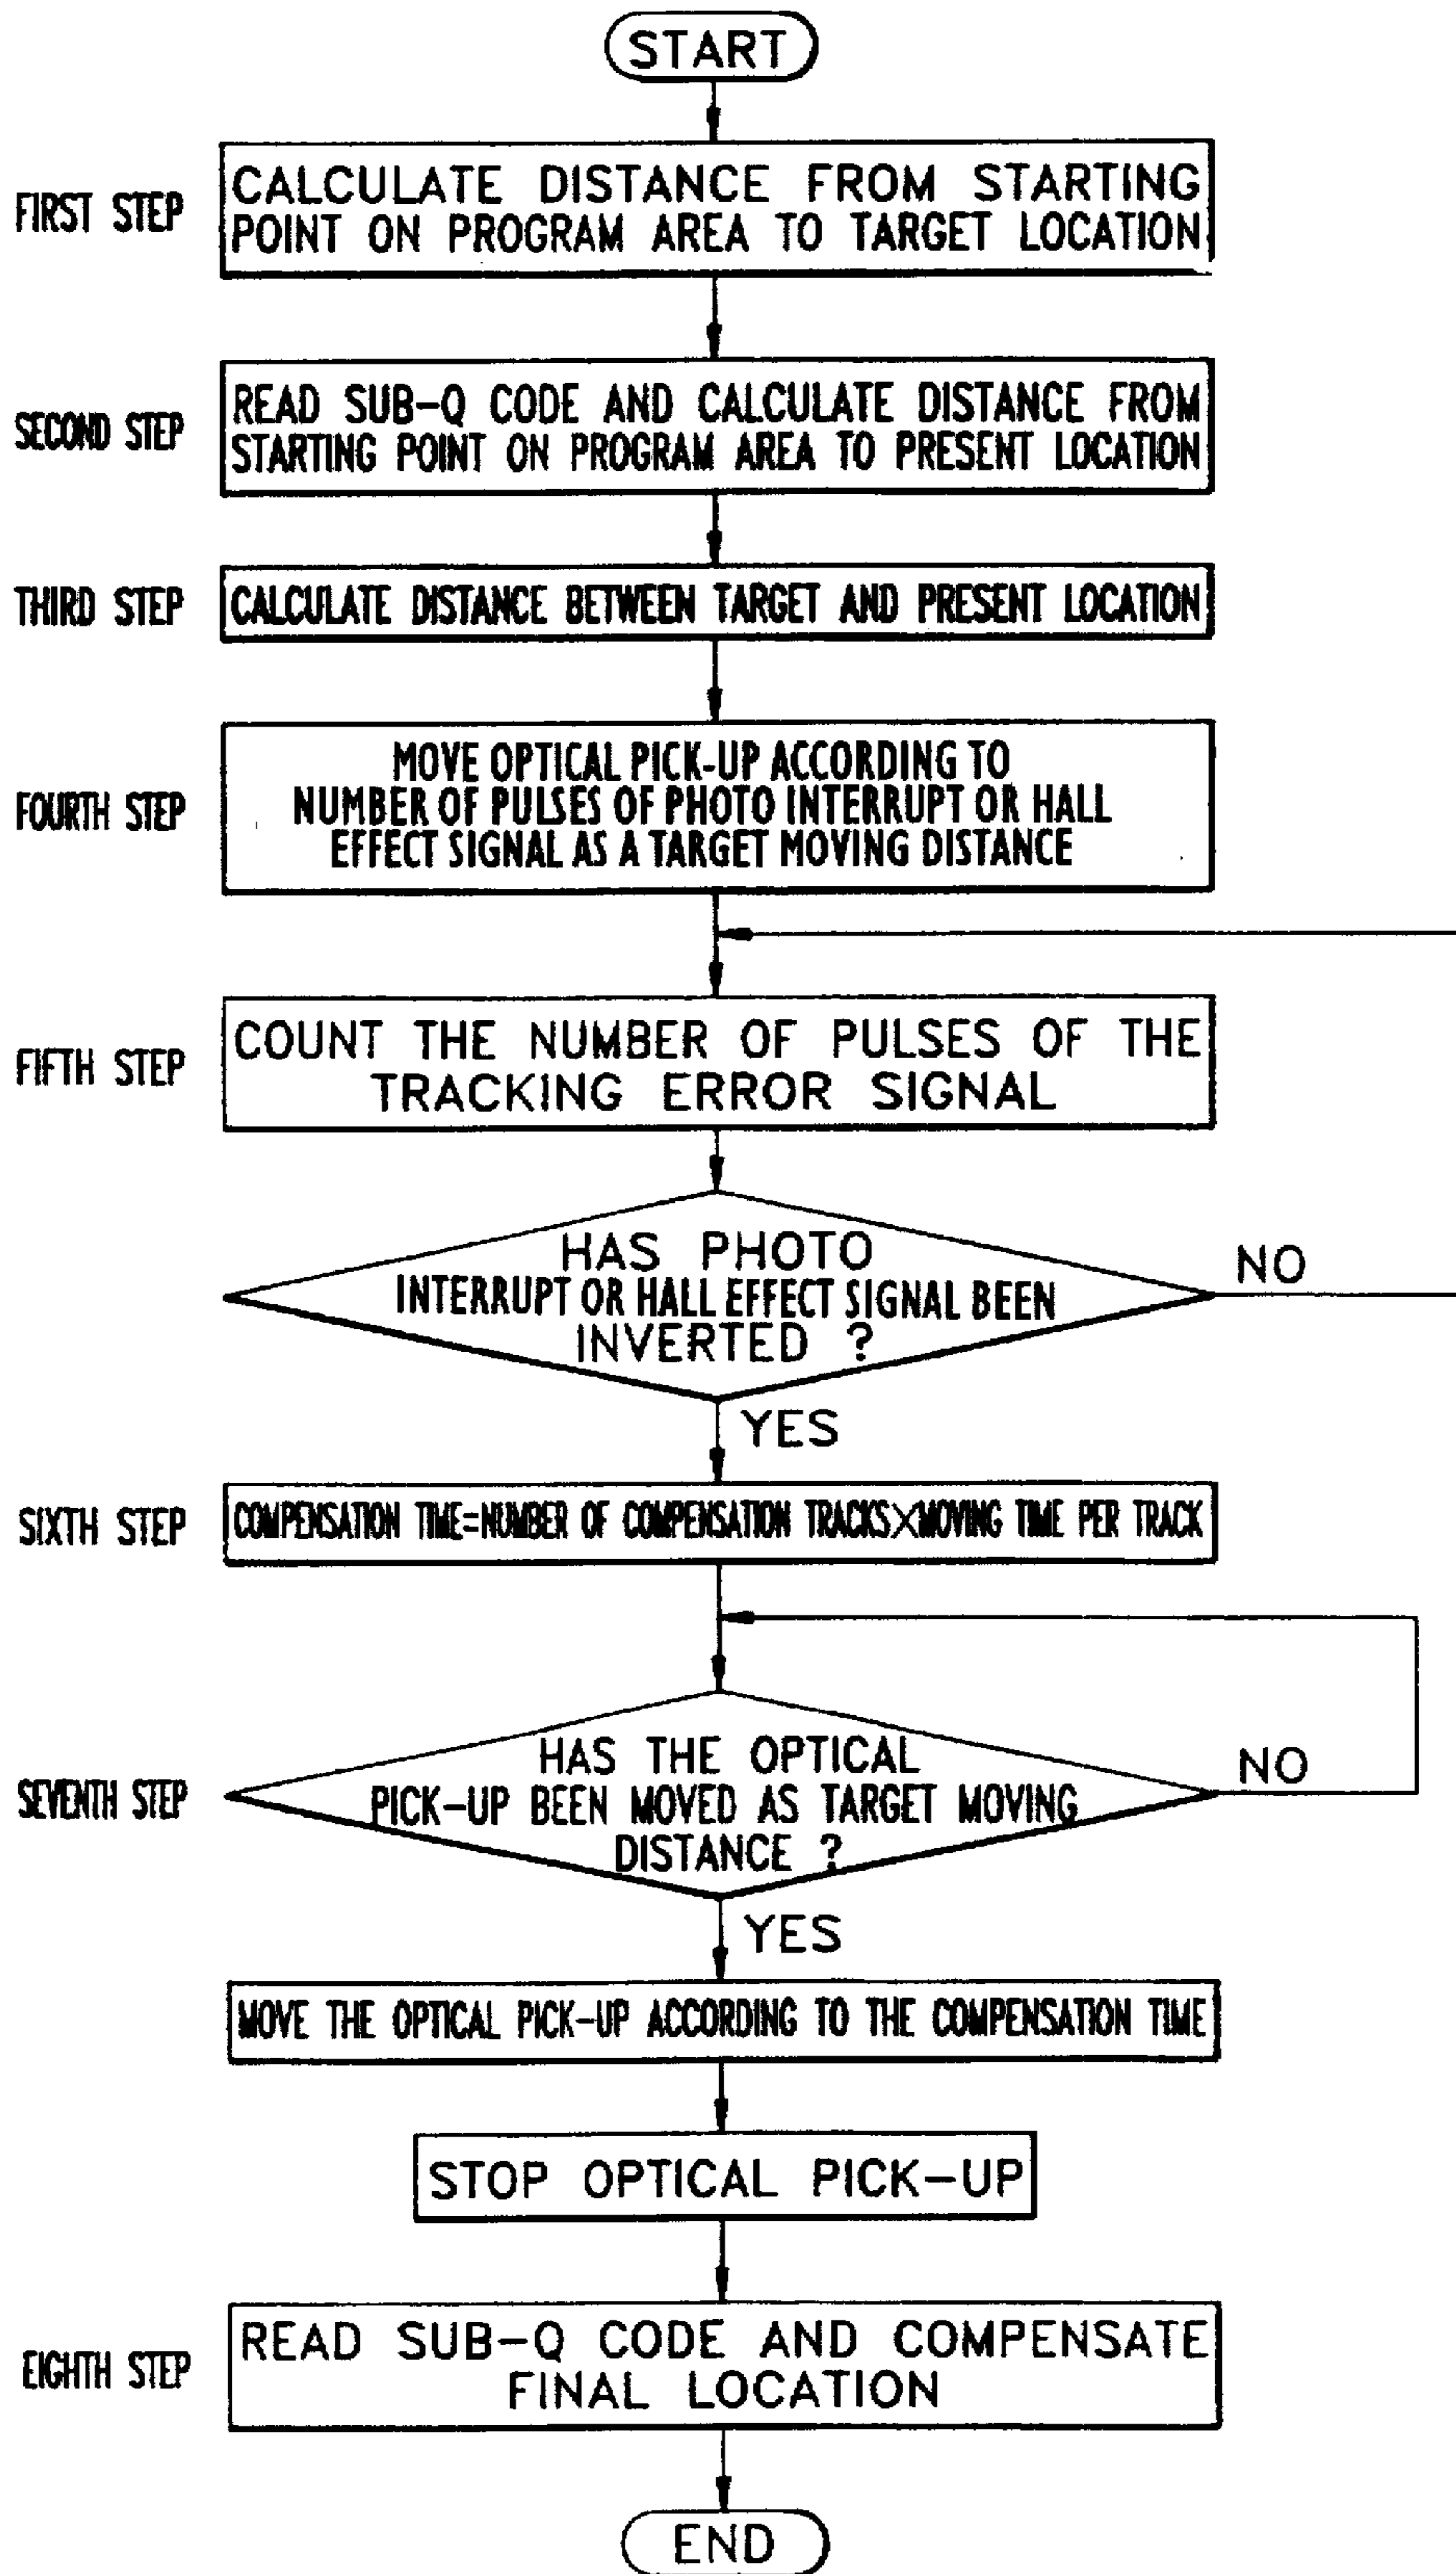 START
FIRST STEP
CALCULATE DISTANCE FROM STARTING
POINT ON PROGRAM AREA TO TARGET LOCATION
SECOND STEP
READ SUB-Q CODE AND CALCULATE DISTANCE FROM
STARTING POINT ON PROGRAM AREA TO PRESENT LOCATION
THIRD STEP
CALCULATE DISTANCE BETWEEN TARGET AND PRESENT LOCATION
FOURTH STEP
MOVE OPTICAL PICK-UP ACCORDING TO
NUMBER OF PULSES OF PHOTO INTERRUPT OR HALL
EFFECT SIGNAL AS A TARGET MOVING DISTANCE
FIFTH STEP
COUNT THE NUMBER OF PULSES OF THE
TRACKING ERROR SIGNAL
HAS PHOTO
INTERRUPT OR HALL EFFECT SIGNAL BEEN
INVERTED ?
NO
YES
SIXTH STEP
COMPENSATION TIME=NUMBER OF COMPENSATION TRACKS×MOVING TIME PER TRACK
SEVENTH STEP
HAS THE OPTICAL
PICK-UP BEEN MOVED AS TARGET MOVING
DISTANCE ?
NO
YES
MOVE THE OPTICAL PICK-UP ACCORDING TO THE COMPENSATION TIME
STOP OPTICAL PICK-UP
EIGHTH STEP
READ SUB-Q CODE AND COMPENSATE
FINAL LOCATION
END